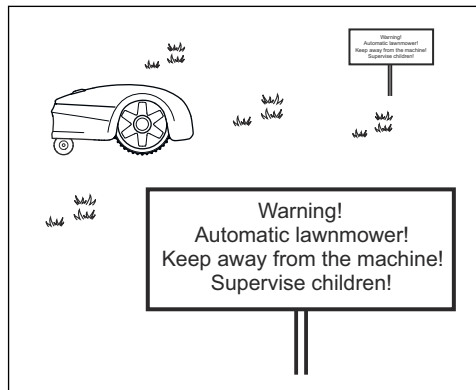 Warning!
Automatic lawnmower!
Keep away from the machine!
Supervise children!
Warning!
Automatic lawnmower!
Keep away from the machine!
Supervise children!